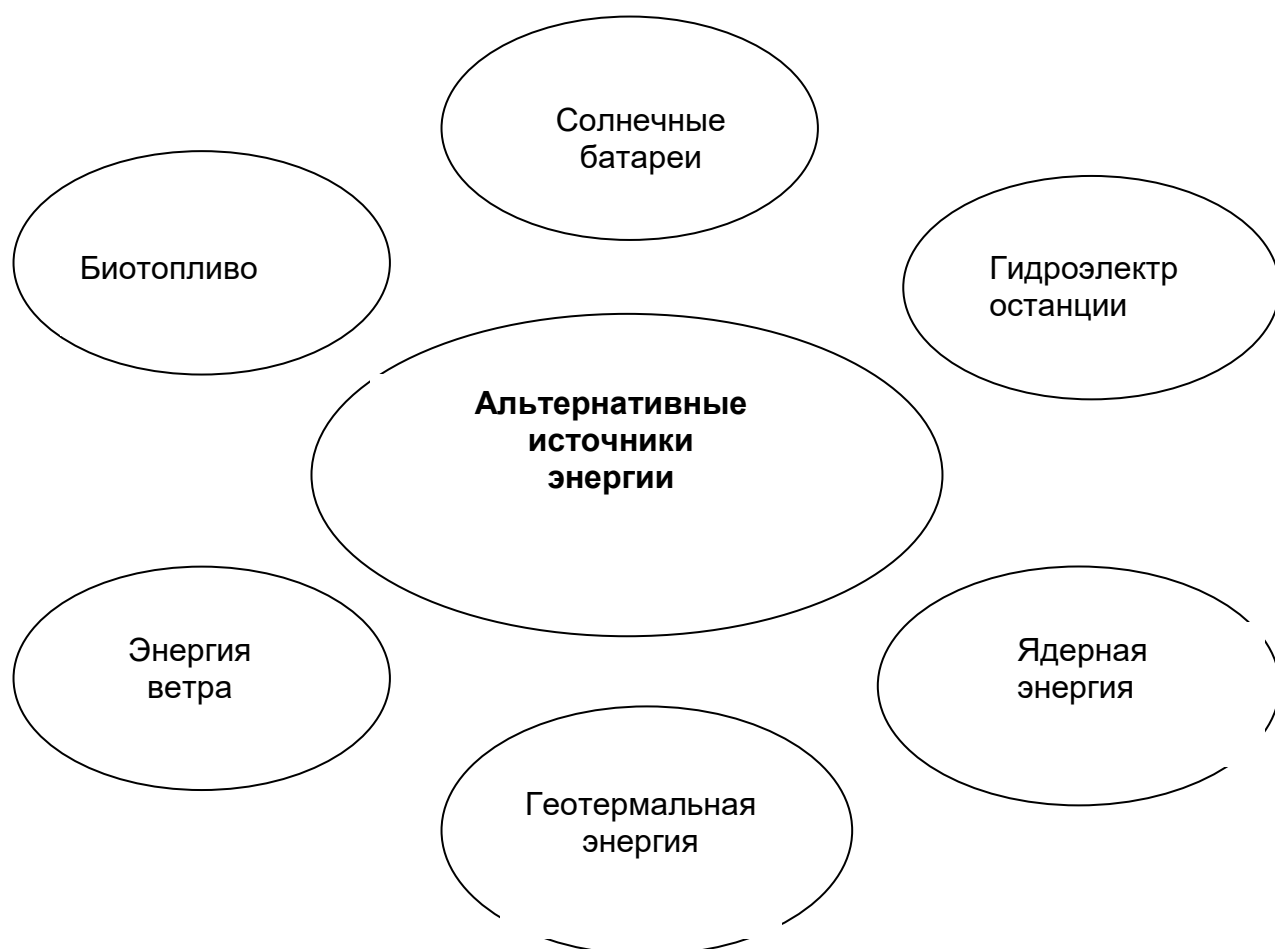 Солнечные
батареи
Биотопливо
Гидроэлектр
останции
Альтернативные
источники
энергии
Энергия
ветра
Ядерная
энергия
Геотермальная
энергия